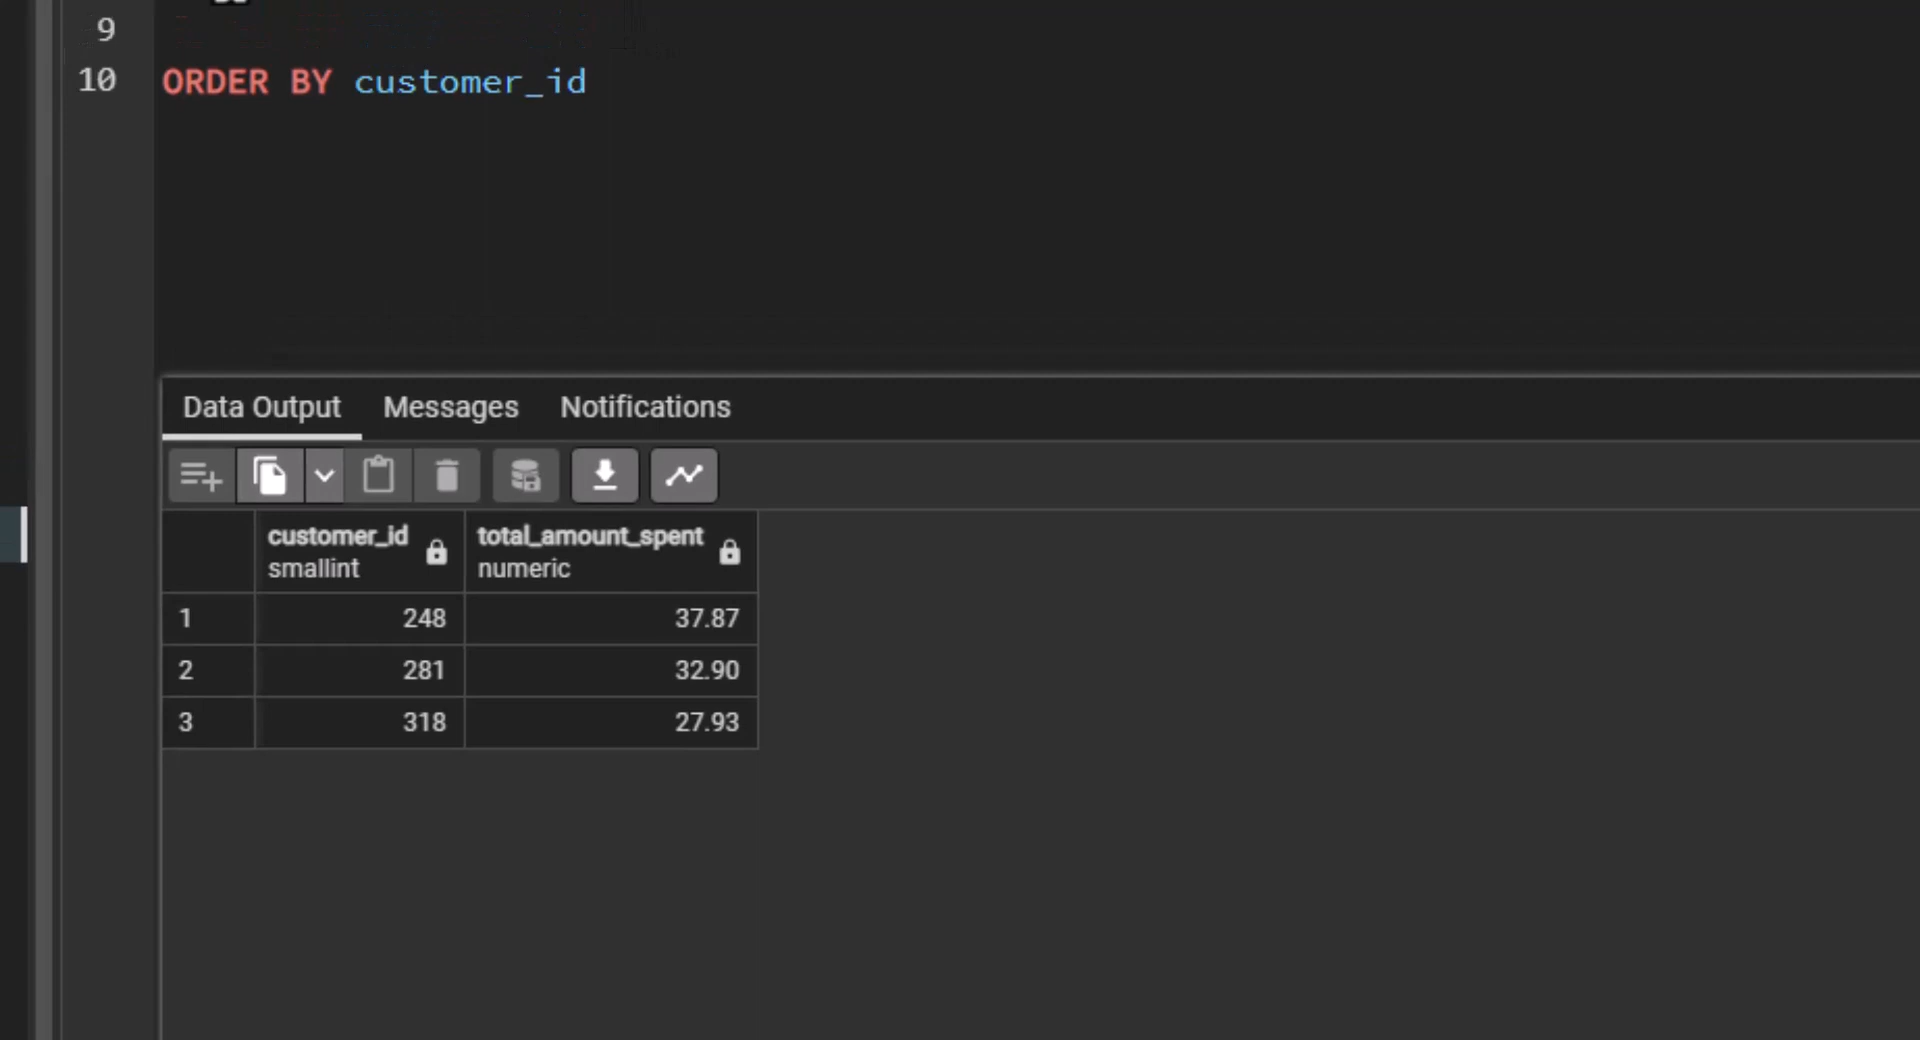 9
10 ORDER BY customer_id
Data Output Messages Notifications
customer_id total_amount_spent
smallint numeric
1 248 37.87
2 281 32.90
3 318 27.93